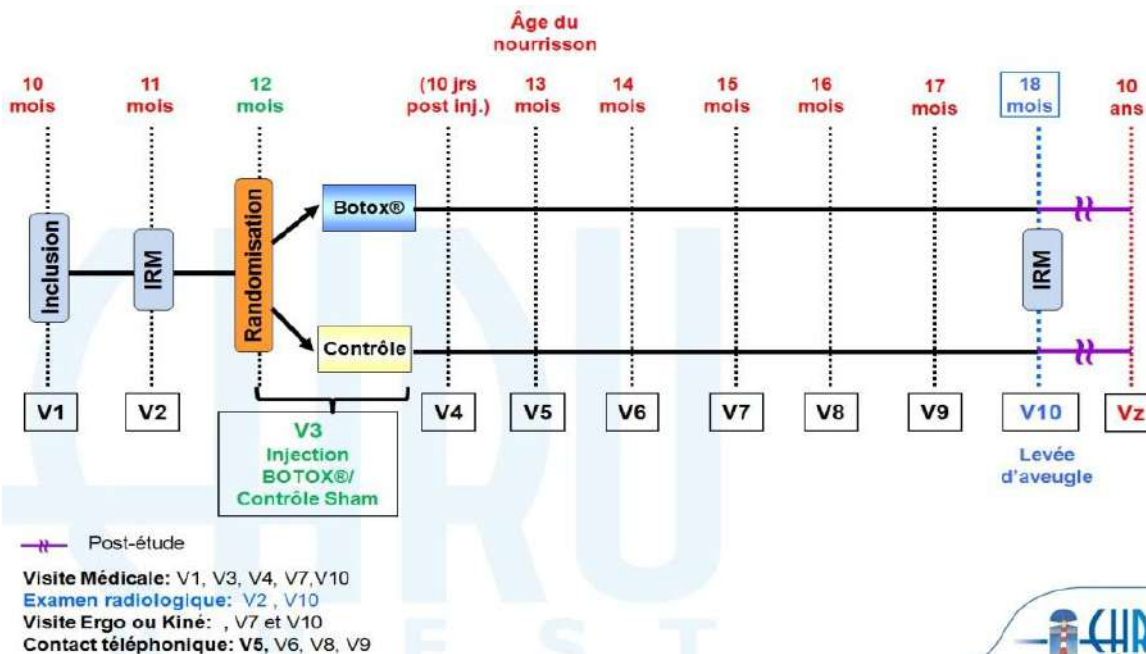 Âge du
nourrisson
10
mois
11
mois
12
mois
(10 jrs
post inj.)
13
mois
14
mois
15
mois
16
mois
17
mois
18
mois
10
ans
Inclusion
IRM
Randomisation
Botox®
Contrôle
IRM
V1
V2
V3
Injection
BOTOX®/
Contrôle Sham
V4
V5
V6
V7
V8
V9
V10
Levée
d'aveugle
Vz
Post-étude
Visite Médicale: V1, V3, V4, V7,V10
Examen radiologique: V2 , V10
Visite Ergo ou Kiné: , V7 et V10
Contact téléphonique: V5, V6, V8, V9
CHRU
EST